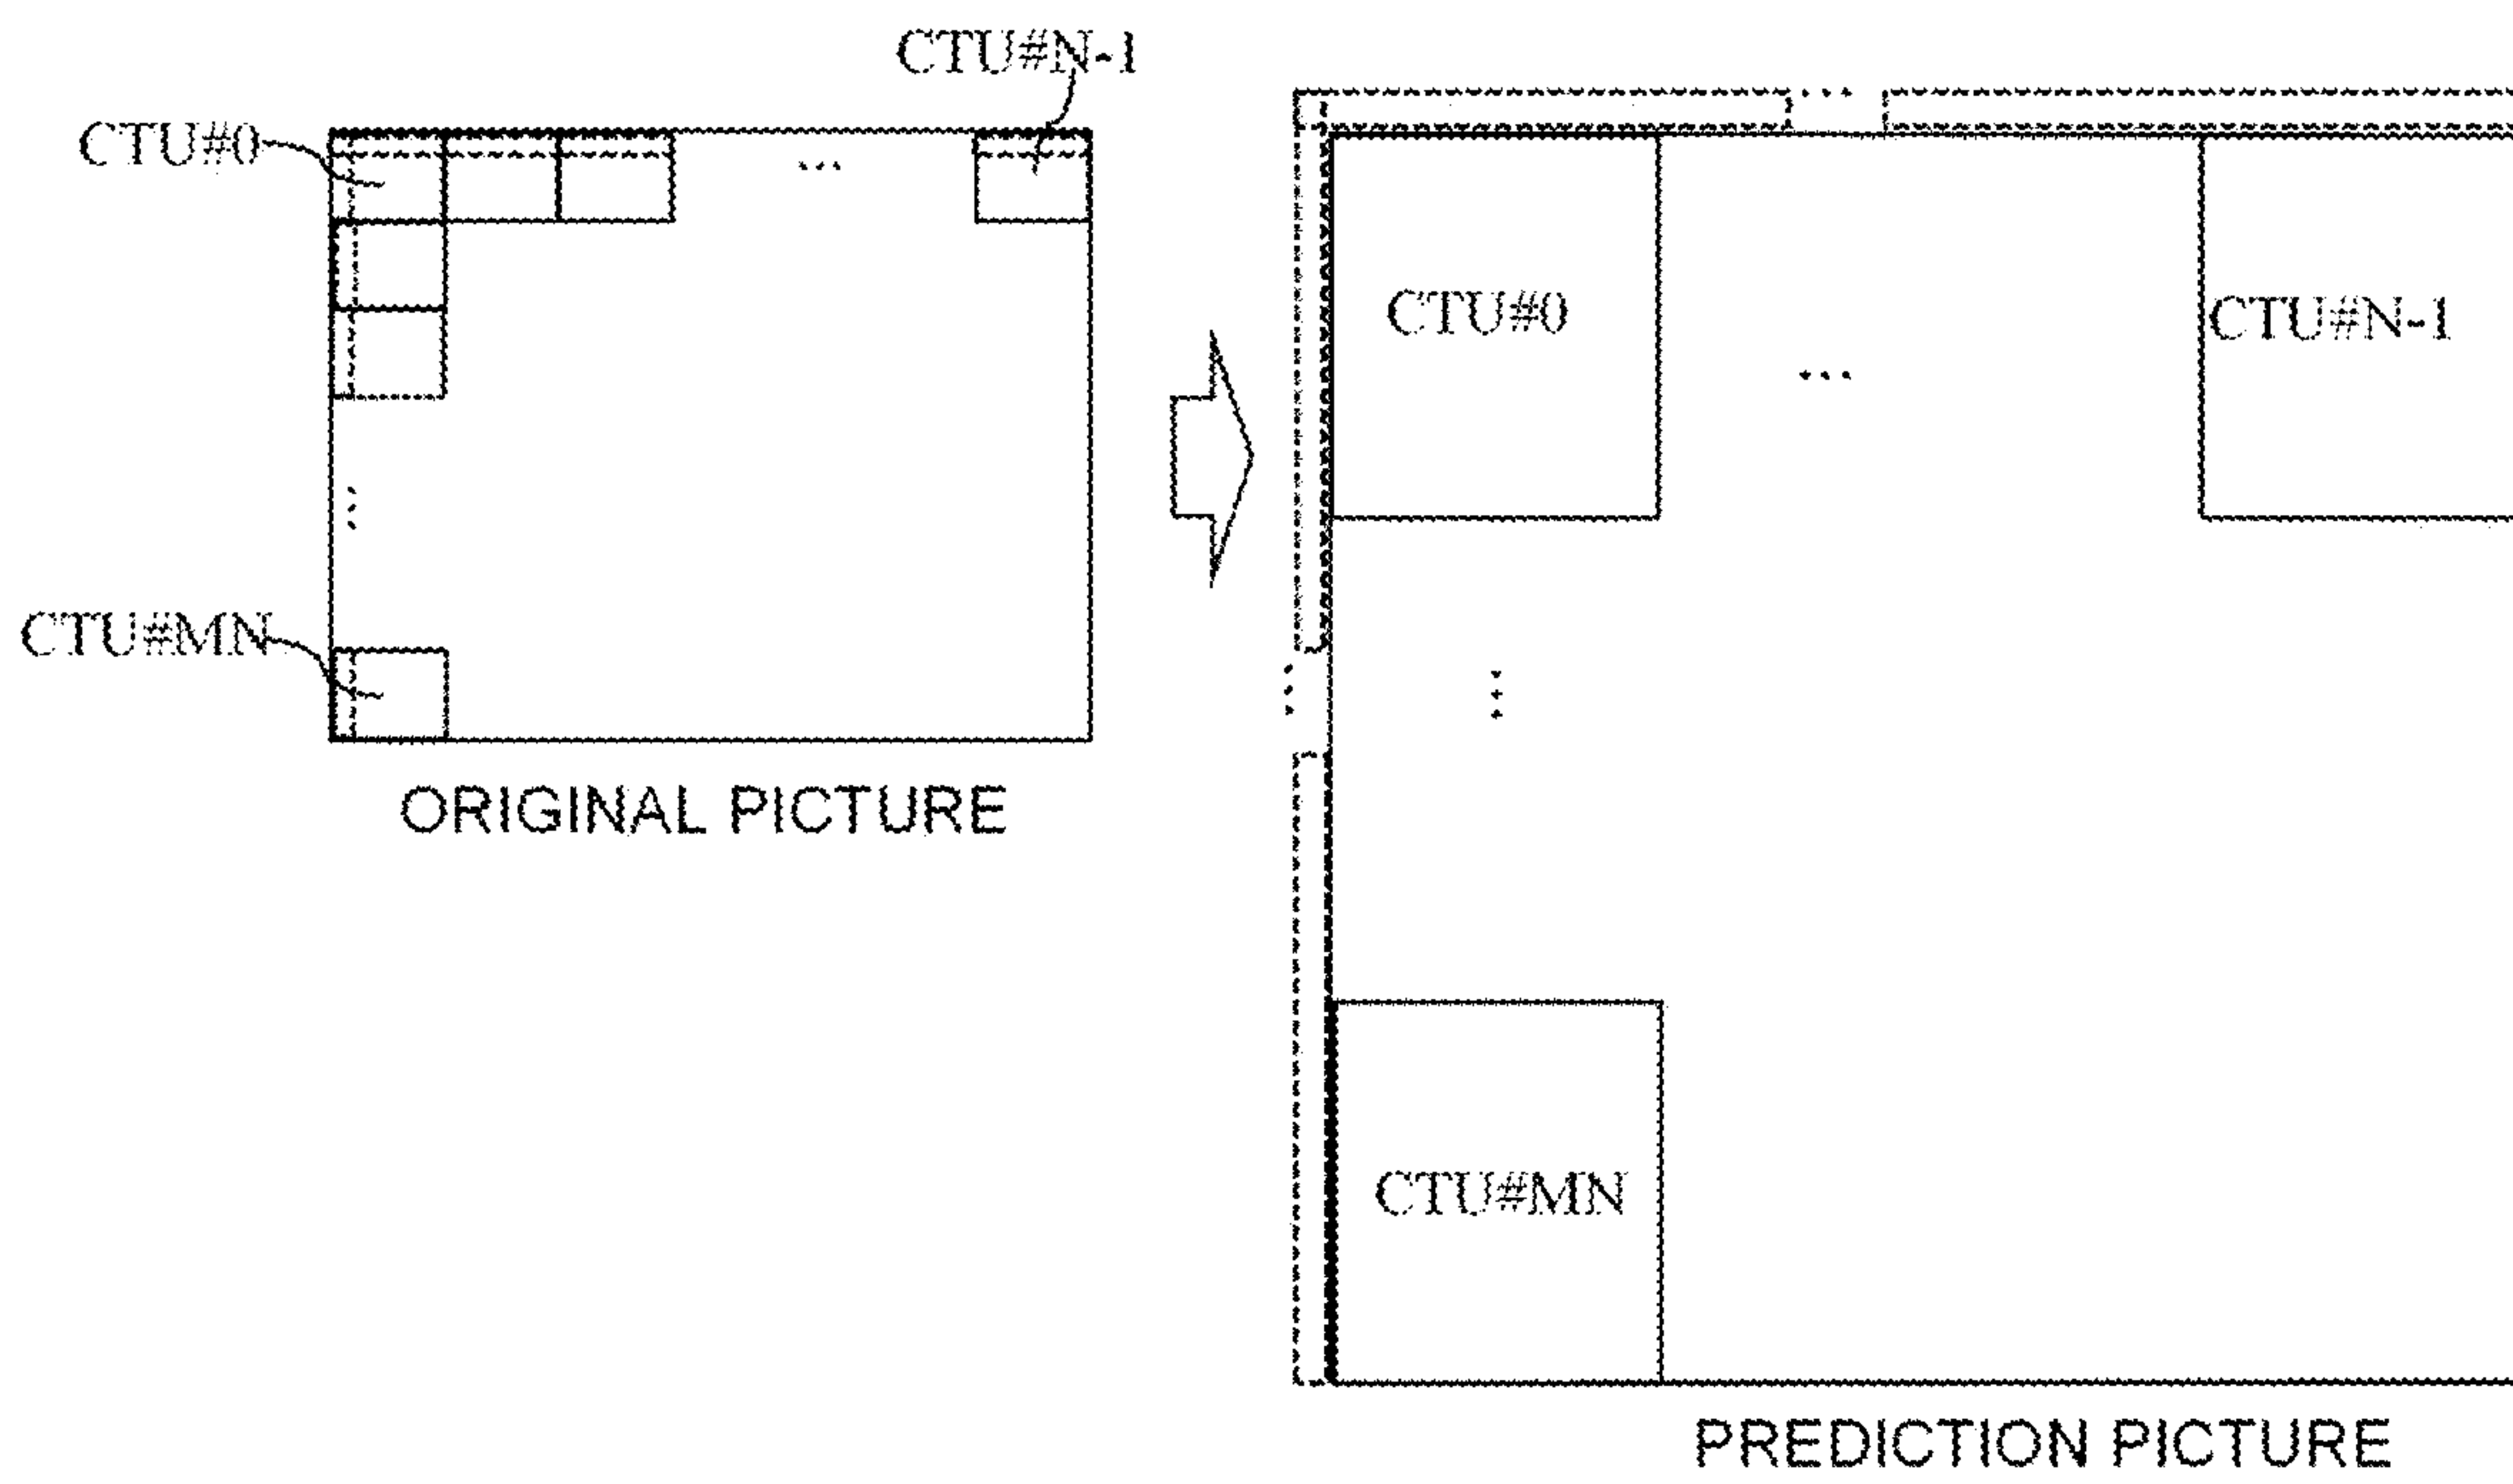 CTU#N-1
CTU#0
CTU#MN
ORIGINAL PICTURE
CTU#0
CTU#N-1
CTU#MN
PREDICTION PICTURE